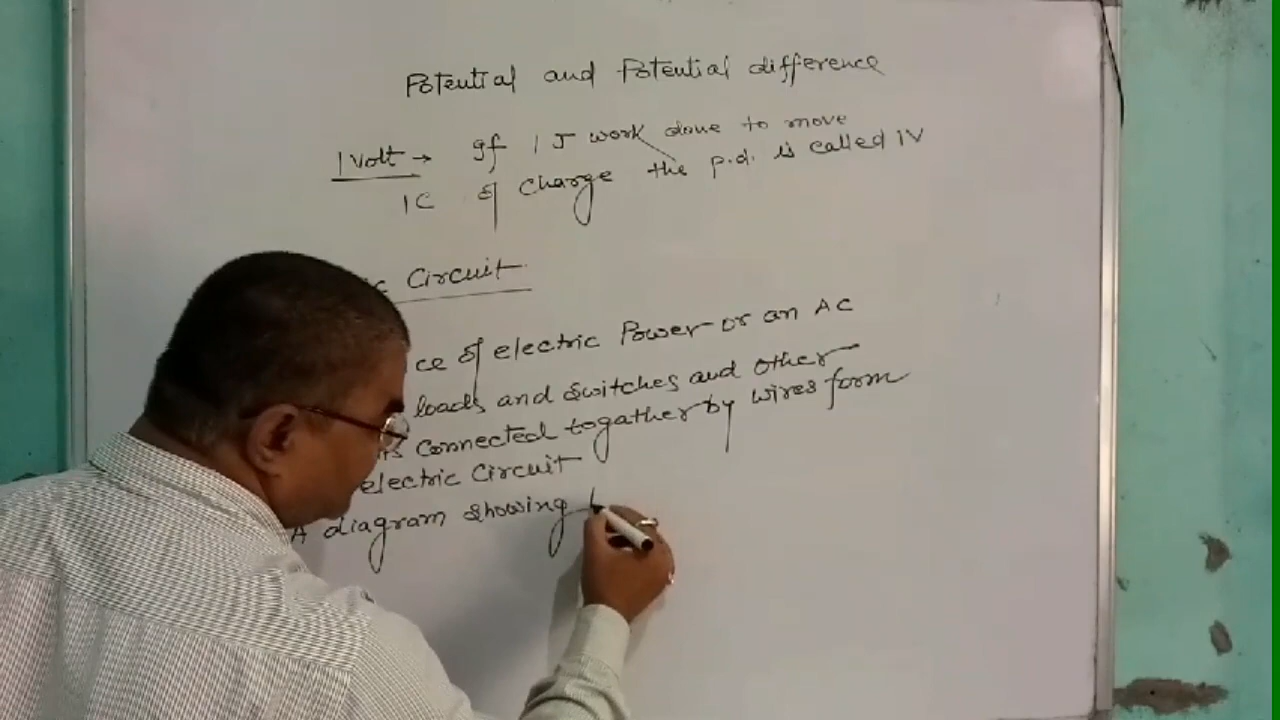 Potential and Potential difference
1 Volt → If 1 J work done to move
1C of Charge the p.d. is called 1V
c Circuit
ce of electric Power or an AC
loads and switches and other
ts connected togather by wires form
electric Circuit
A diagram showing